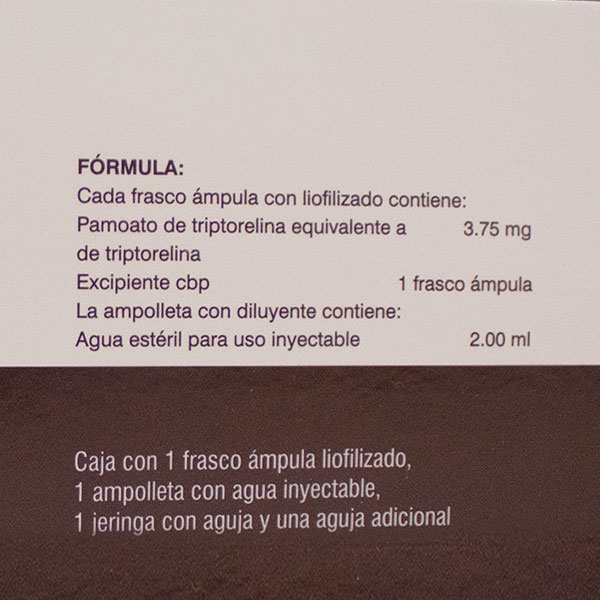 FÓRMULA:
Cada frasco ámpula con liofilizado contiene:
Pamoato de triptorelina equivalente a 3.75 mg
de triptorelina
Excipiente cbp 1 frasco ámpula
La ampolleta con diluyente contiene:
Agua estéril para uso inyectable 2.00 ml
Caja con 1 frasco ámpula liofilizado,
1 ampolleta con agua inyectable,
1 jeringa con aguja y una aguja adicional